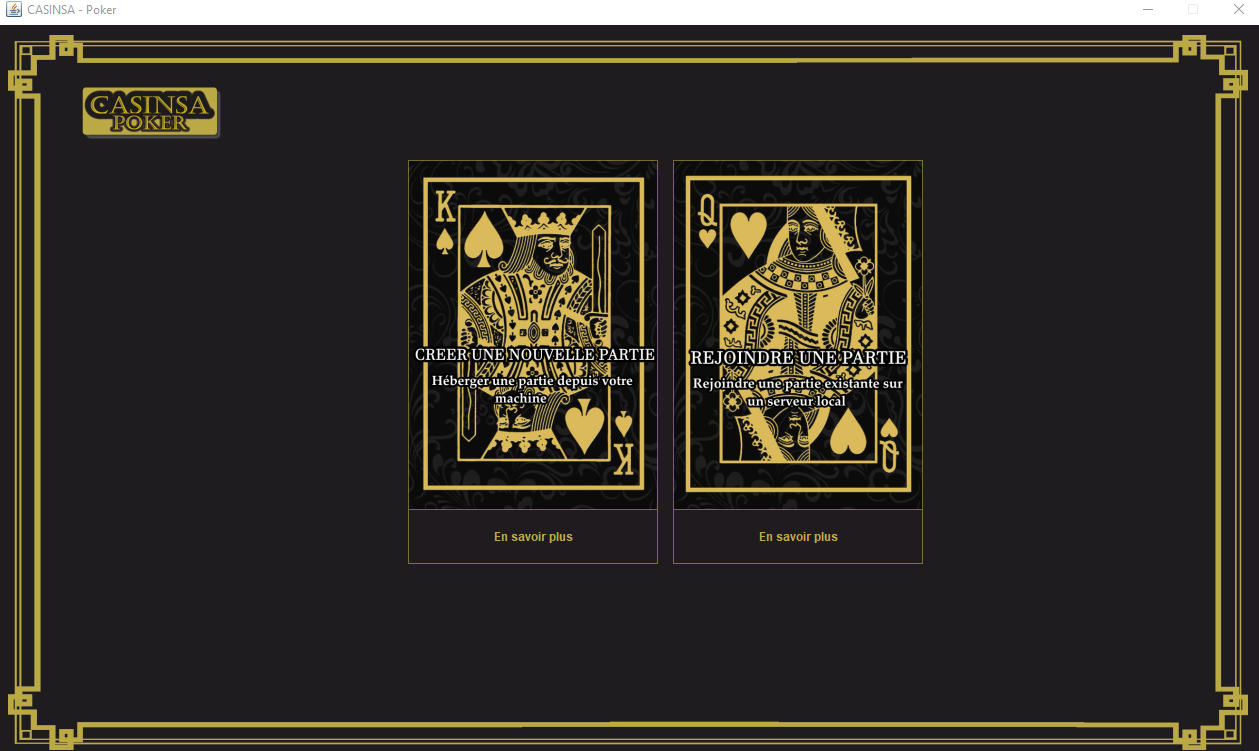 CASINSA - Poker
CASINSA
POKER
K
Q
CREER UNE NOUVELLE PARTIE
Héberger une partie depuis votre
machine
K
REJOINDRE UNE PARTIE
Rejoindre une partie existante sur
un serveur local
Q
En savoir plus
En savoir plus